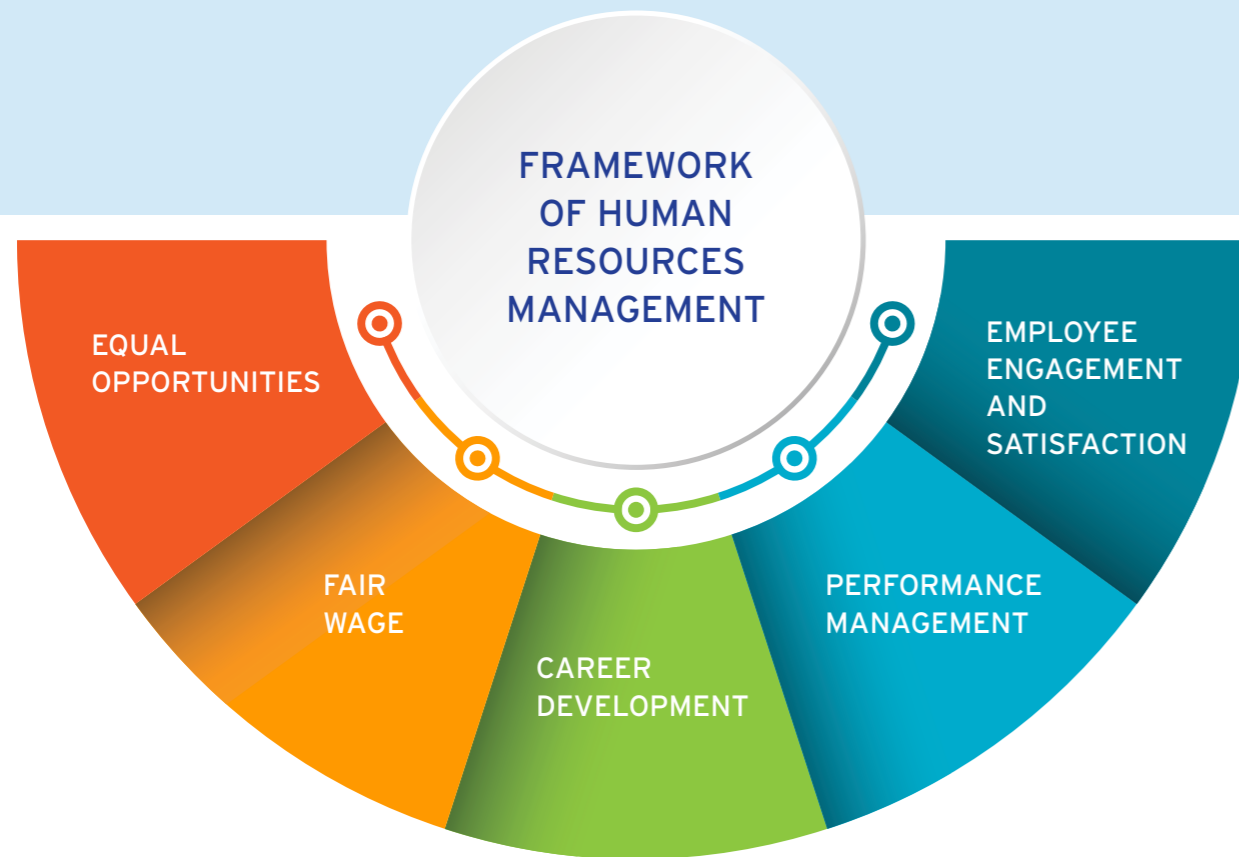 FRAMEWORK
OF HUMAN
RESOURCES
MANAGEMENT
EQUAL
OPPORTUNITIES
FAIR
WAGE
CAREER
DEVELOPMENT
PERFORMANCE
MANAGEMENT
EMPLOYEE
ENGAGEMENT
AND
SATISFACTION